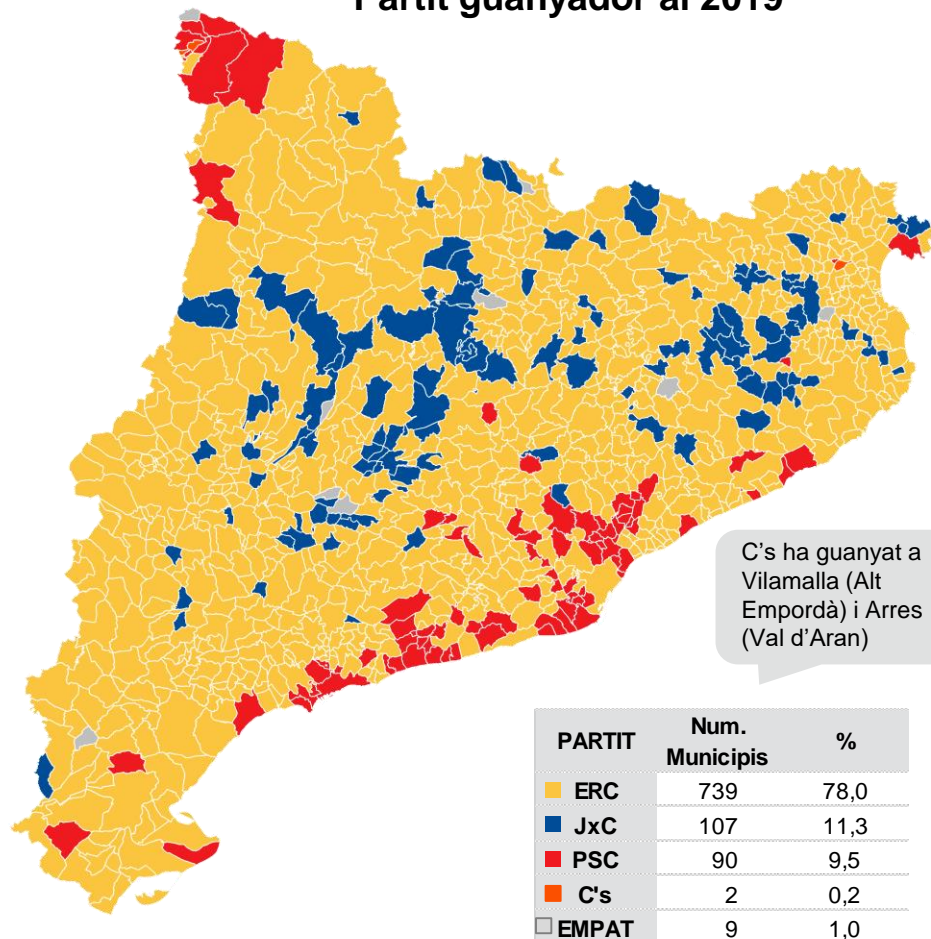 Partit guanyador al 2019
C's ha guanyat a
Vilamalla (Alt
Empordà) i Arres
(Val d'Aran)
PARTIT Num. Municipis %
ERC 739 78,0
JxC 107 11,3
PSC 90 9,5
C's 2 0,2
EMPAT 9 1,0